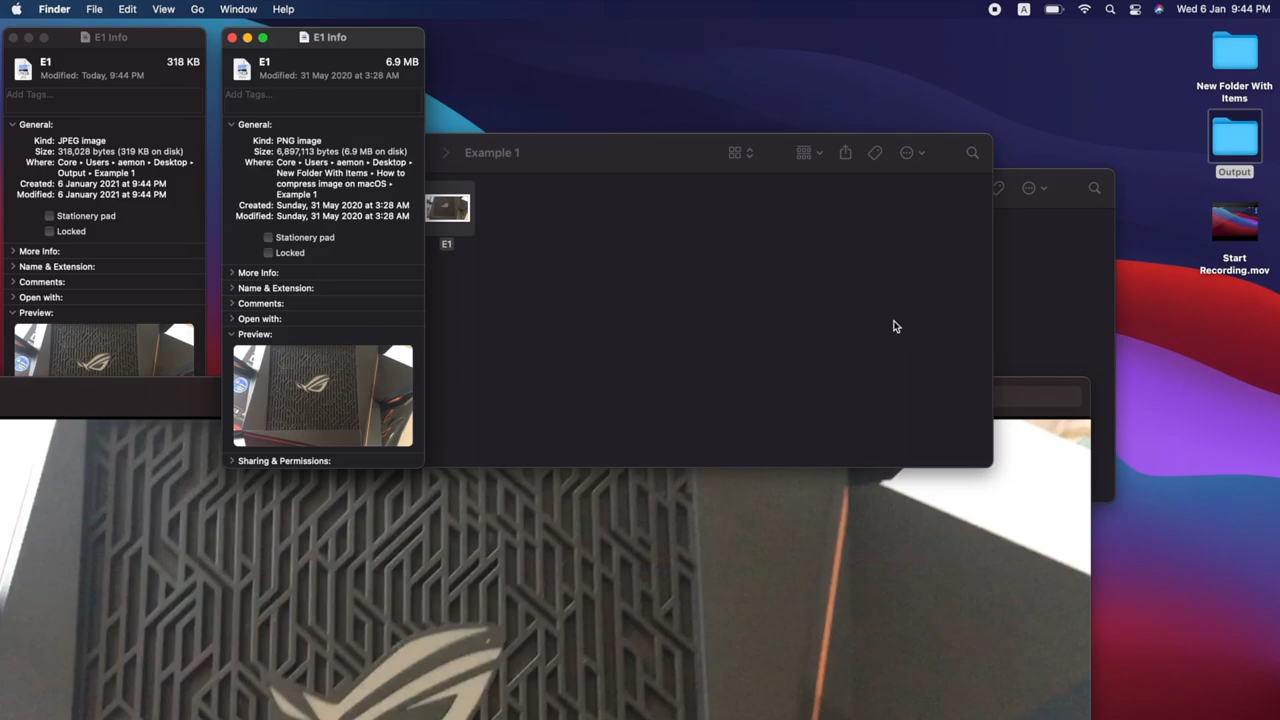 Finder File Edit View Go Window Help
A
Wed 6 Jan 9:44 PM
E1 Info
E1 318 KB
Modified: Today, 9:44 PM
Add Tags...
General:
Kind: JPEG image
Size: 318,028 bytes (319 KB on disk)
Where: Core ▸ Users ▸ aemon ▸ Desktop ▸
Output ▸ Example 1
Created: 6 January 2021 at 9:44 PM
Modified: 6 January 2021 at 9:44 PM
Stationery pad
Locked
More Info:
Name & Extension:
Comments:
Open with:
Preview:
E1 Info
E1 6.9 MB
Modified: 31 May 2020 at 3:28 AM
Add Tags...
General:
Kind: PNG image
Size: 6,897,113 bytes (6.9 MB on disk)
Where: Core ▸ Users ▸ aemon ▸ Desktop ▸
New Folder With Items ▸ How to
compress image on macOS ▸
Example 1
Created: Sunday, 31 May 2020 at 3:28 AM
Modified: Sunday, 31 May 2020 at 3:28 AM
Stationery pad
Locked
More Info:
Name & Extension:
Comments:
Open with:
Preview:
Sharing & Permissions:
Example 1
E1
New Folder With
Items
Output
Start
Recording.mov